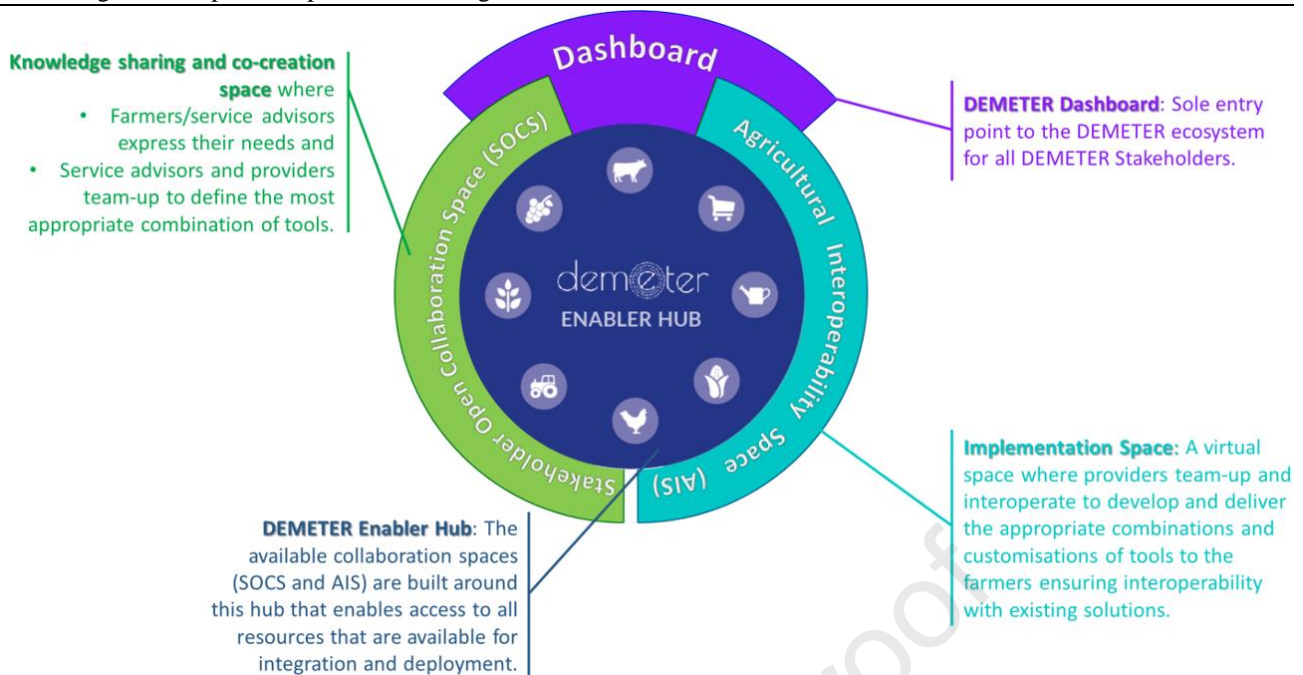 Dashboard
Knowledge sharing and co-creation
space where
• Farmers/service advisors
express their needs and
• Service advisors and providers
team-up to define the most
appropriate combination of tools.
DEMETER Dashboard: Sole entry
point to the DEMETER ecosystem
for all DEMETER Stakeholders.
Stakeholder Open Collaboration Space (SOCS)
Agricultural Interoperability Space (AIS)
demeter
ENABLER HUB
Implementation Space: A virtual
space where providers team-up and
interoperate to develop and deliver
the appropriate combinations and
customisations of tools to the
farmers ensuring interoperability
with existing solutions.
DEMETER Enabler Hub: The
available collaboration spaces
(SOCS and AIS) are built around
this hub that enables access to all
resources that are available for
integration and deployment.
roof